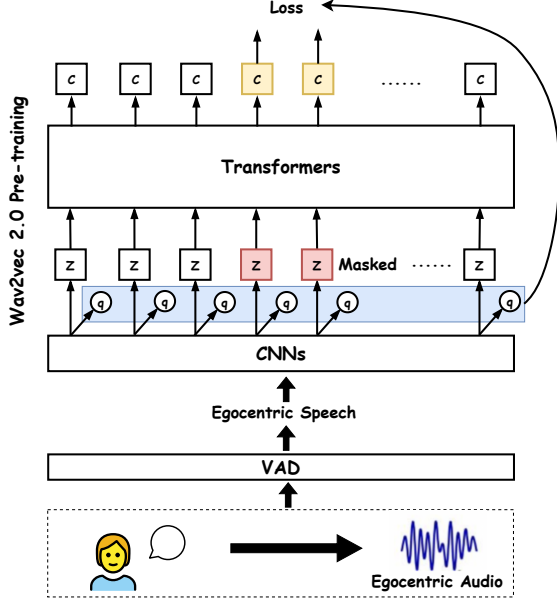 Loss
c c c c c ...... c
Wav2vec 2.0 Pre-training
Transformers
z z z z z Masked ...... z
q q q q q q
CNNs
Egocentric Speech
VAD
Egocentric Audio